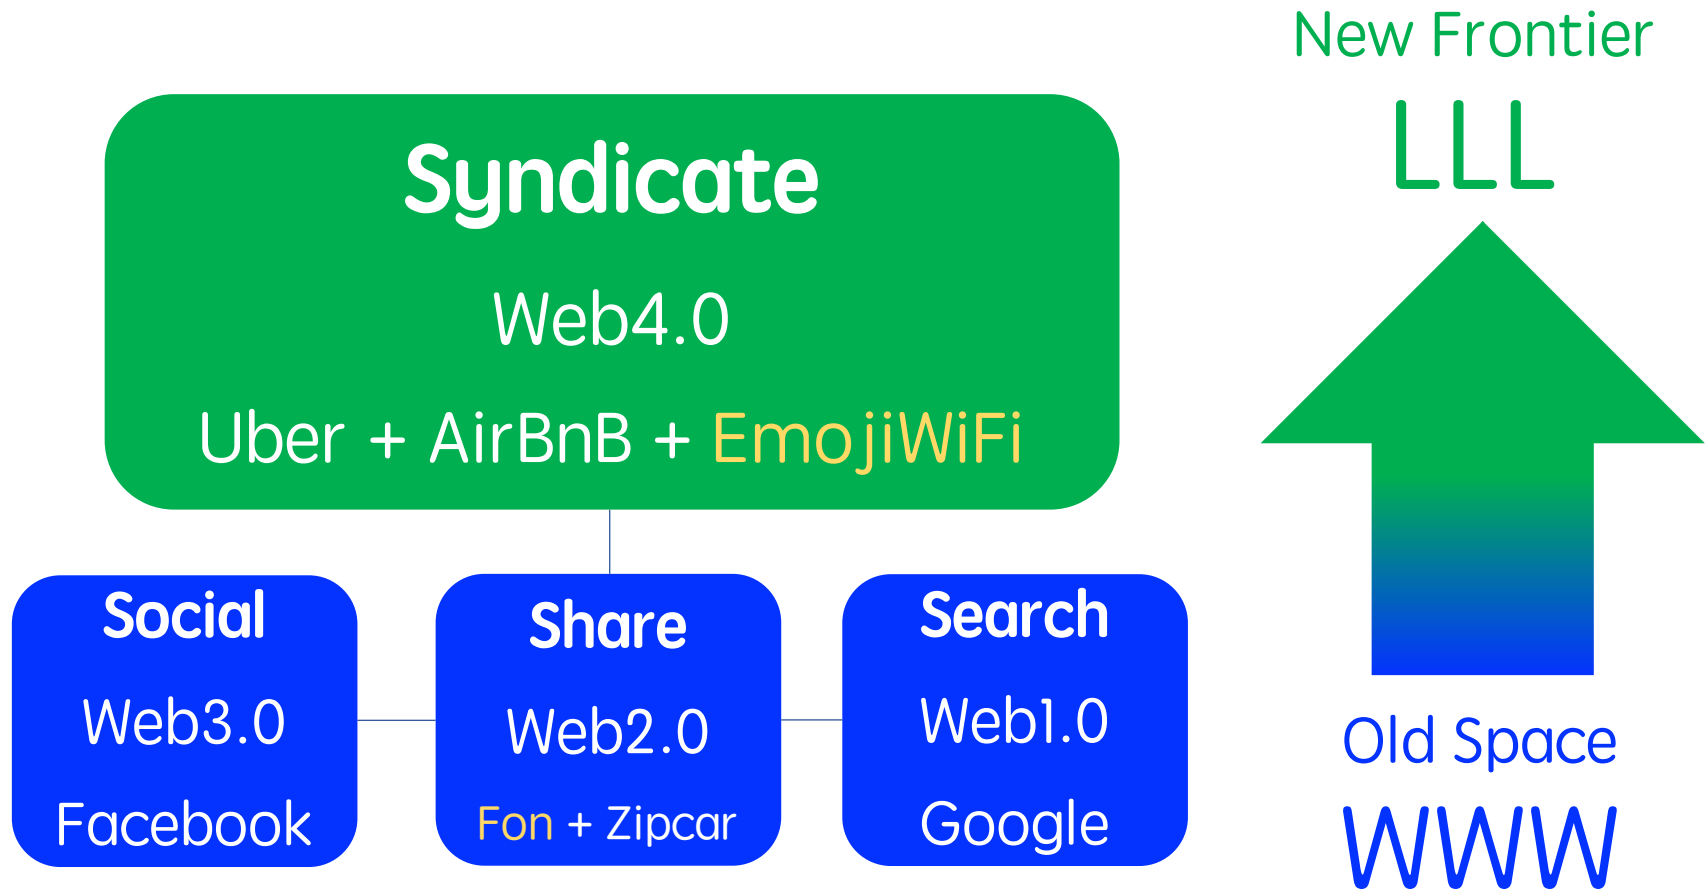 New Frontier
LLL
Syndicate
Web4.0
Uber + AirBnB + EmojiWiFi
Social
Web3.0
Facebook
Share
Web2.0
Fon + Zipcar
Search
Web1.0
Google
Old Space
WWW